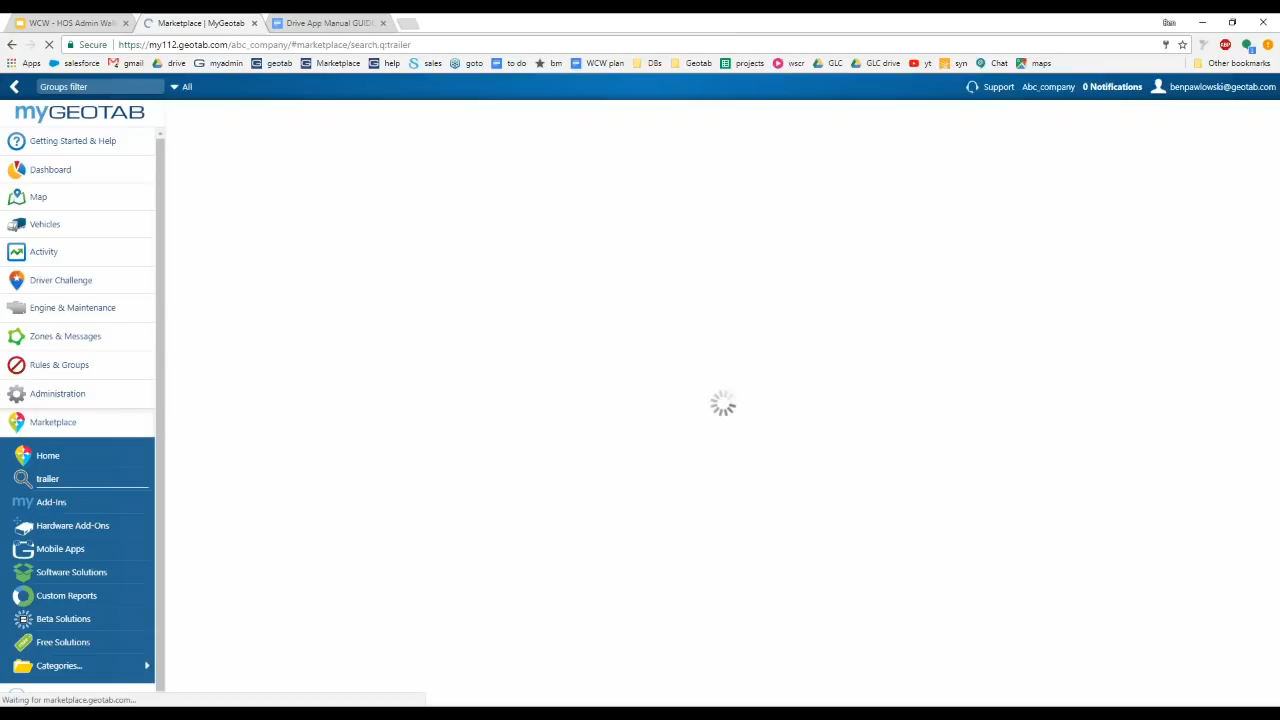 WCW - HOS Admin Walk
Marketplace | MyGeotab
Drive App Manual GUIDE
Ben
Secure
https://my112.geotab.com/abc_company/#marketplace/search,q:trailer
Apps
salesforce
gmail
drive
myadmin
geotab
Marketplace
help
sales
goto
to do
bm
WCW plan
DBs
Geotab
projects
wscr
GLC
GLC drive
yt
syn
Chat
maps
Other bookmarks
Groups filter
All
Support
Abc_company
0 Notifications
benpawlowski@geotab.com
myGEOTAB
Getting Started & Help
Dashboard
Map
Vehicles
Activity
Driver Challenge
Engine & Maintenance
Zones & Messages
Rules & Groups
Administration
Marketplace
Home
trailer
my Add-Ins
Hardware Add-Ons
Mobile Apps
Software Solutions
Custom Reports
Beta Solutions
Free Solutions
Categories...
Waiting for marketplace.geotab.com...